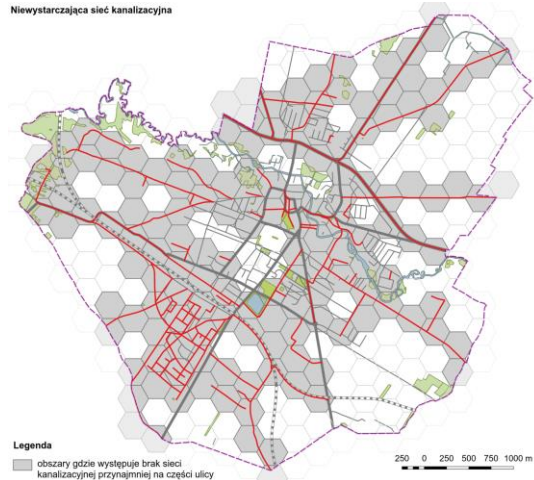 Niewystarczająca sieć kanalizacyjna
Legenda
obszary gdzie występuje brak sieci
kanalizacyjnej przynajmniej na części ulicy
250 0 250 500 750 1000 m